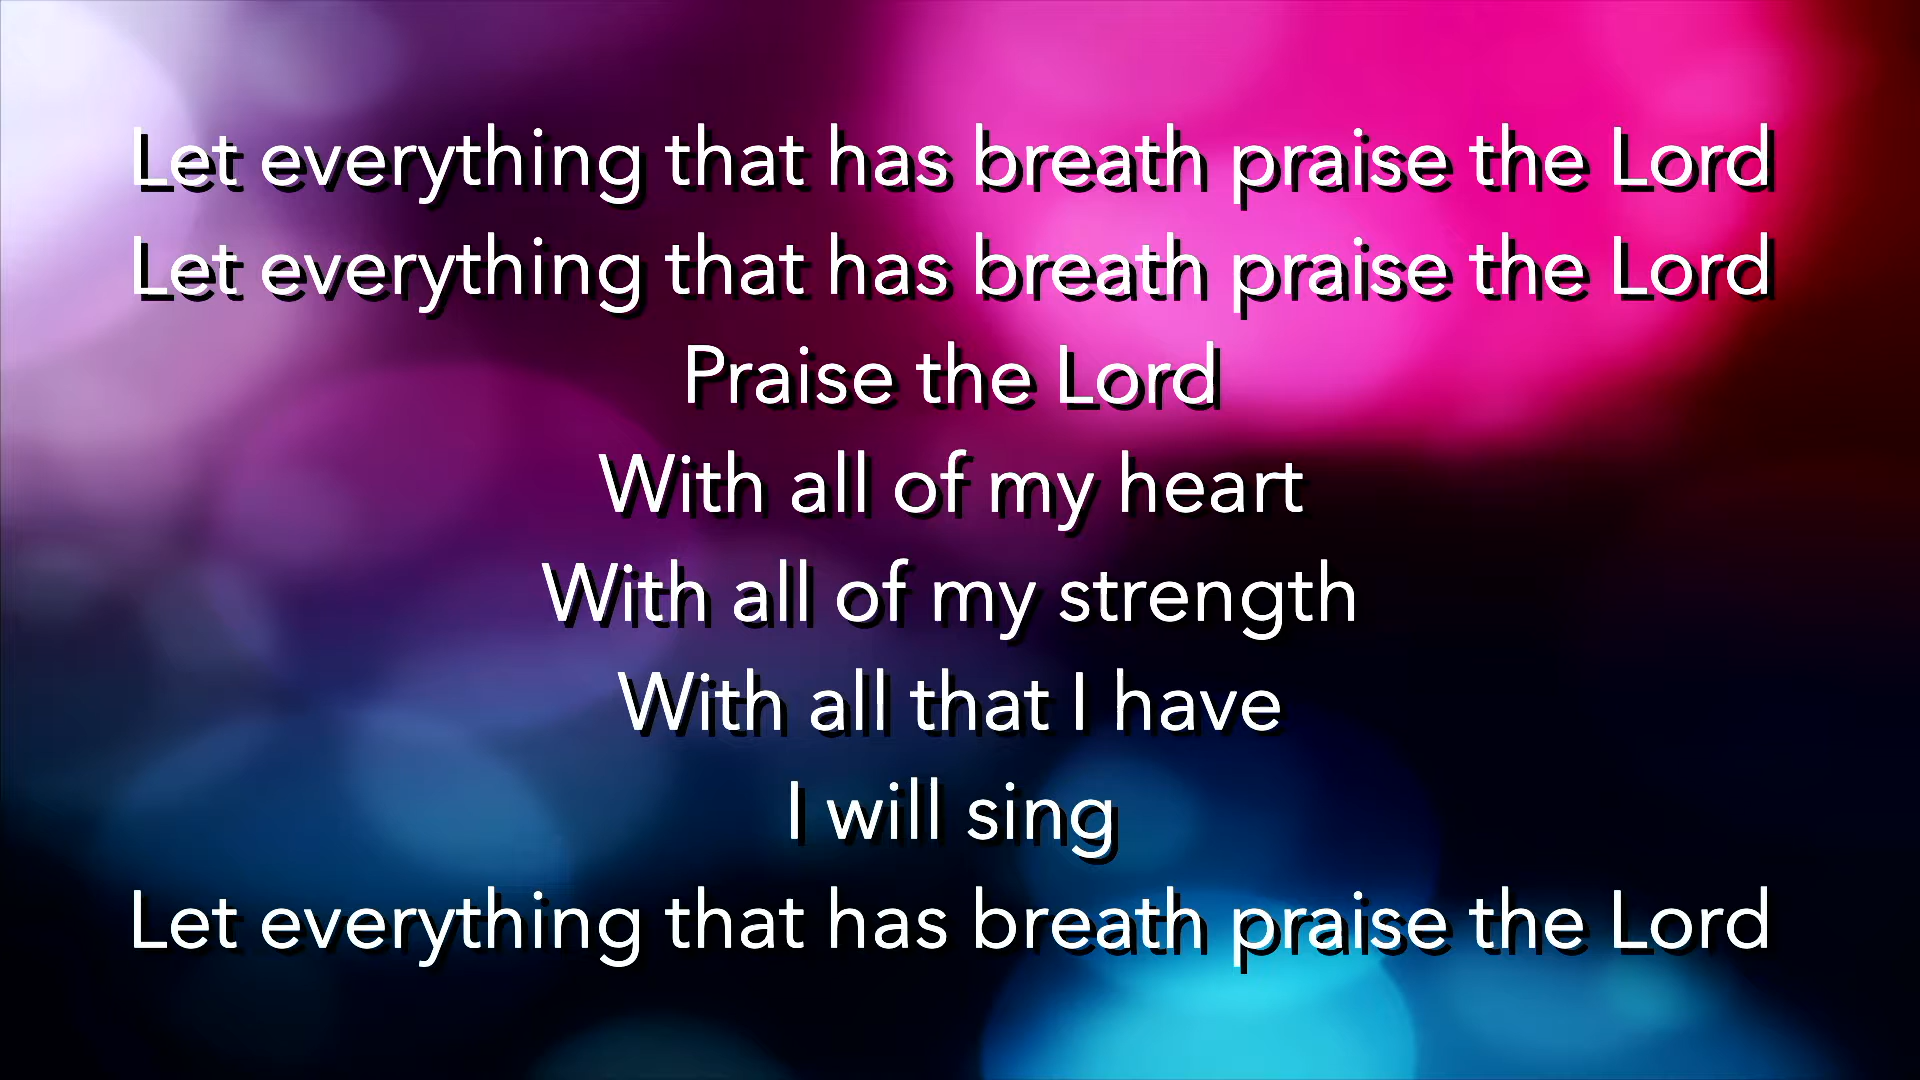 Let everything that has breath praise the Lord
Let everything that has breath praise the Lord
Praise the Lord
With all of my heart
With all of my strength
With all that I have
I will sing
Let everything that has breath praise the Lord